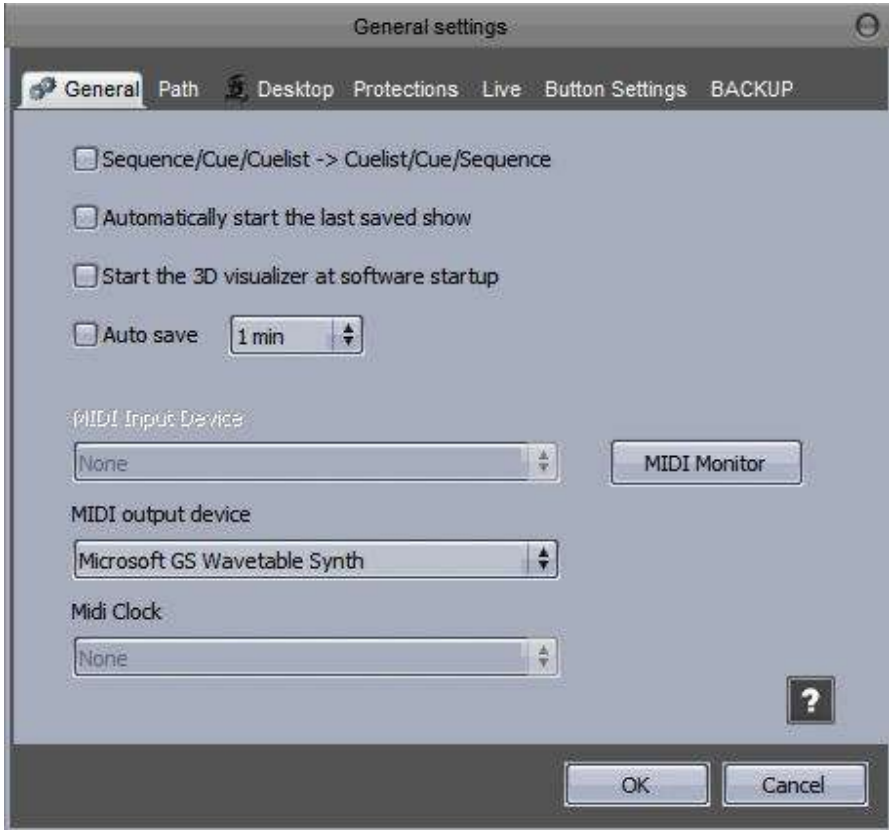 General settings
General Path Desktop Protections Live Button Settings BACKUP
Sequence/Cue/Cuelist -> Cuelist/Cue/Sequence
Automatically start the last saved show
Start the 3D visualizer at software startup
Auto save 1 min
MIDI Input Device
None MIDI Monitor
MIDI output device
Microsoft GS Wavetable Synth
Midi Clock
None
?
OK Cancel